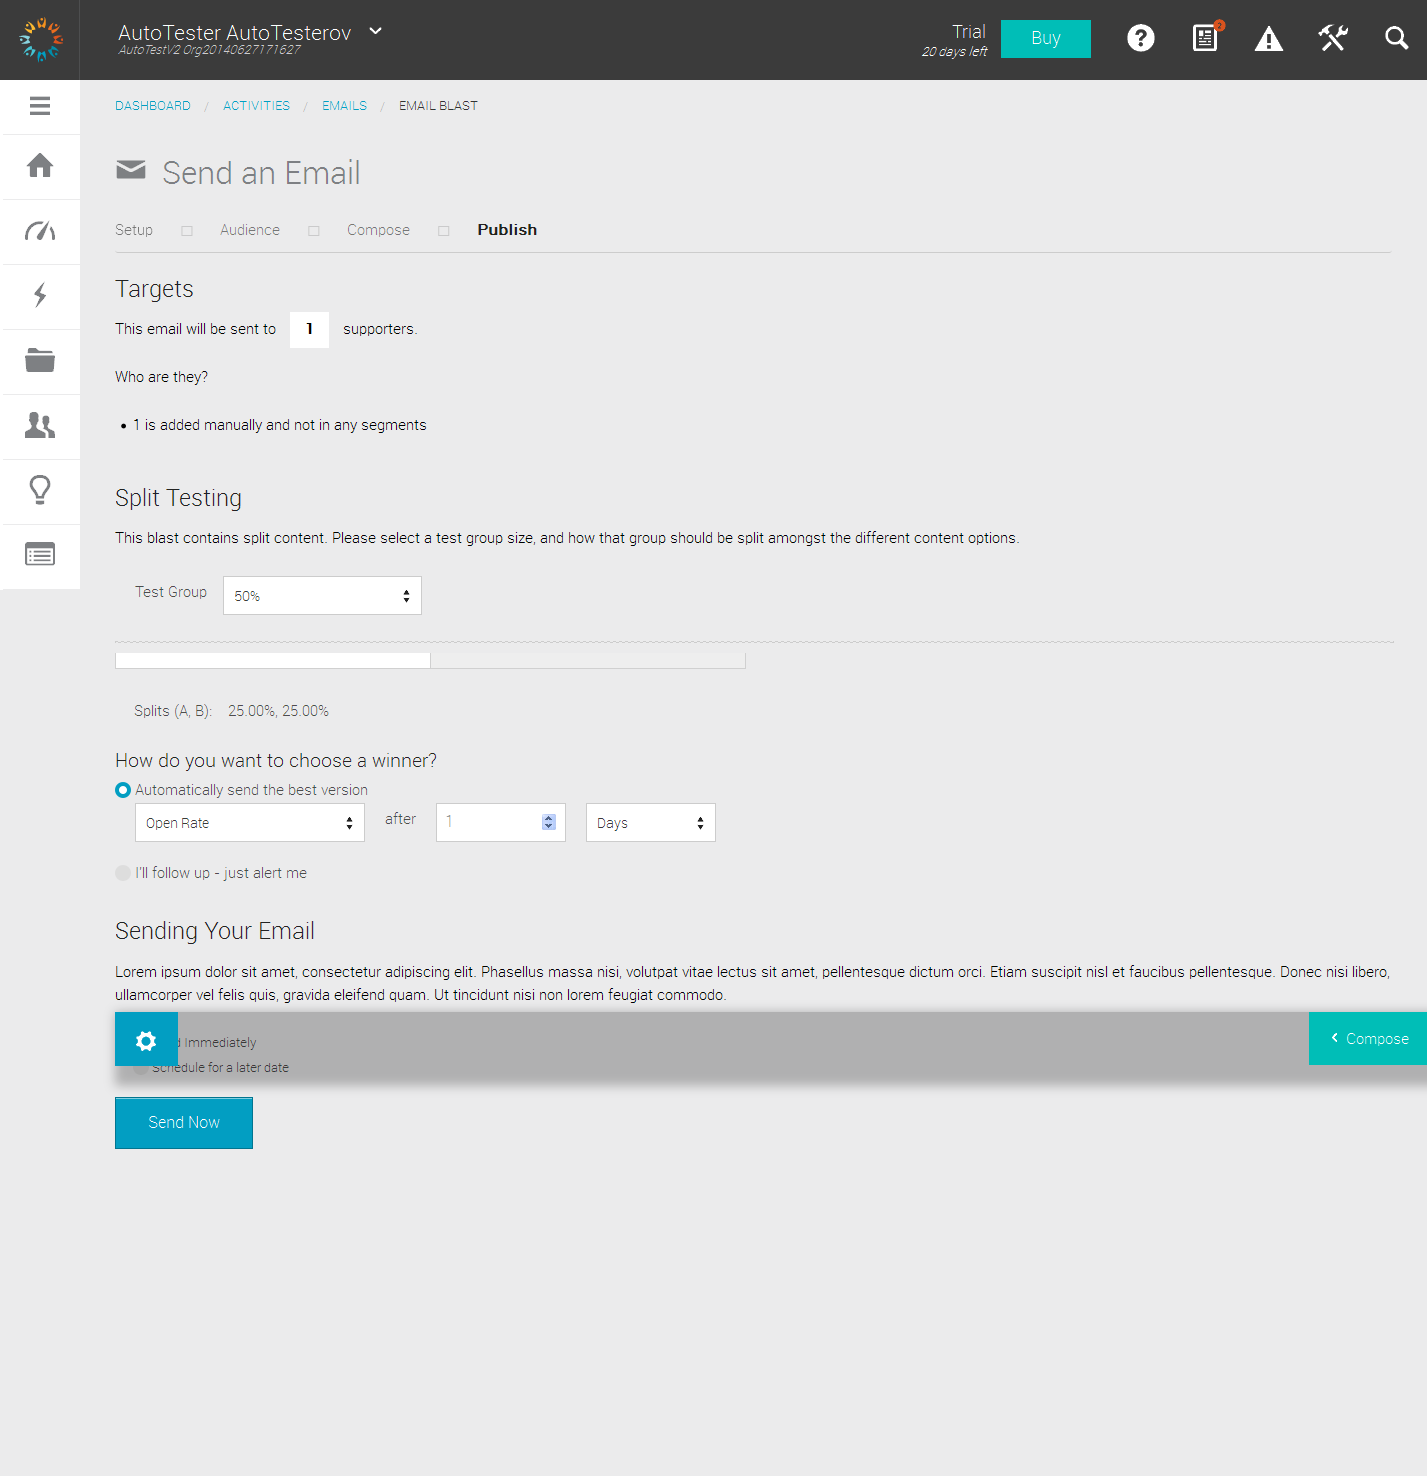 AutoTester AutoTesterov
AutoTestV2 Org20140627171627
Trial
20 days left
Buy
2
DASHBOARD / ACTIVITIES / EMAILS / EMAIL BLAST
Send an Email
Setup Audience Compose Publish
Targets
This email will be sent to 1 supporters.
Who are they?
• 1 is added manually and not in any segments
Split Testing
This blast contains split content. Please select a test group size, and how that group should be split amongst the different content options.
Test Group 50%
Splits (A, B): 25.00%, 25.00%
How do you want to choose a winner?
Automatically send the best version
Open Rate after 1 Days
I'll follow up - just alert me
Sending Your Email
Lorem ipsum dolor sit amet, consectetur adipiscing elit. Phasellus massa nisi, volutpat vitae lectus sit amet, pellentesque dictum orci. Etiam suscipit nisl et faucibus pellentesque. Donec nisi libero,
ullamcorper vel felis quis, gravida eleifend quam. Ut tincidunt nisi non lorem feugiat commodo.
Immediately
Compose
Schedule for a later date
Send Now